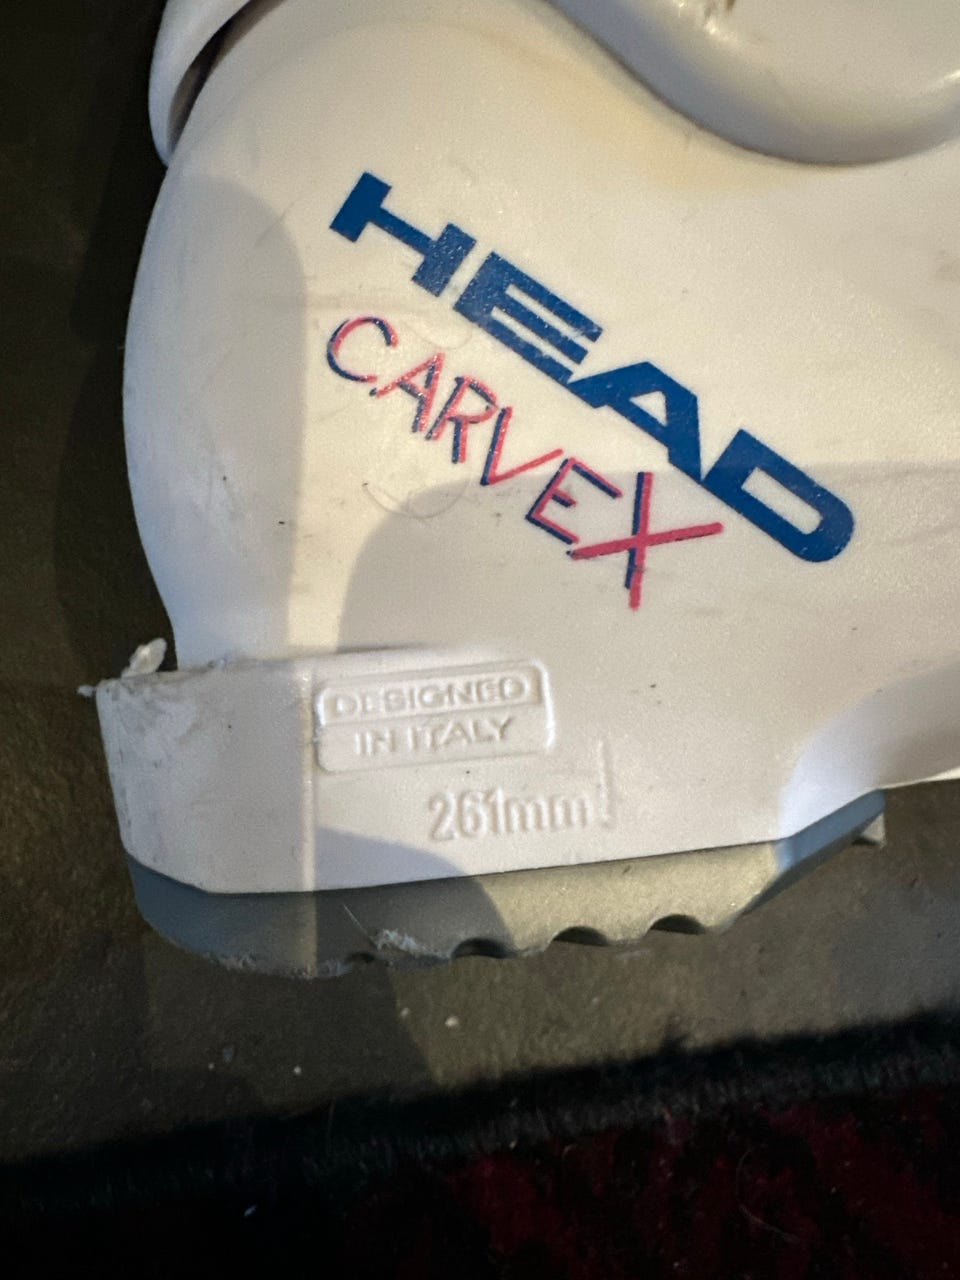 HEAD
CARVEX
DESIGNED
IN ITALY
261mm